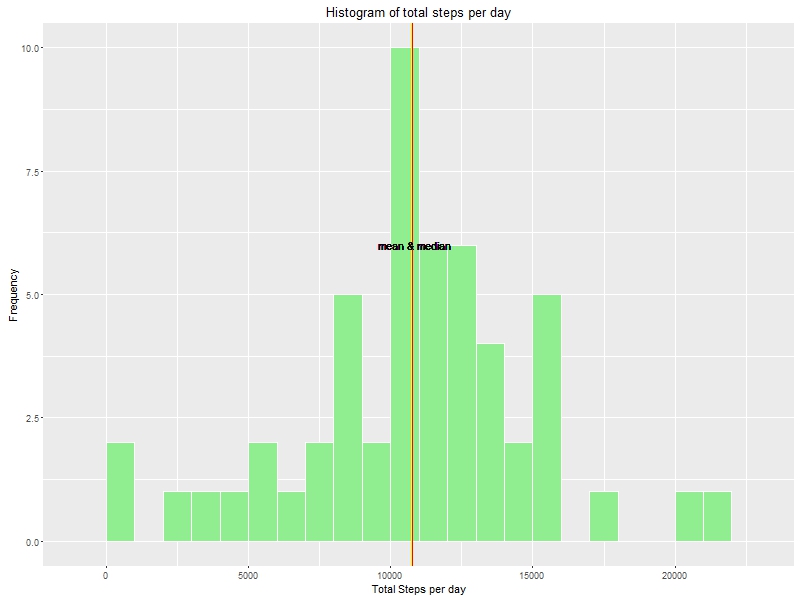 Histogram of total steps per day
10.0
7.5
5.0
2.5
0.0
Frequency
mean & median
0 5000 10000 15000 20000
Total Steps per day